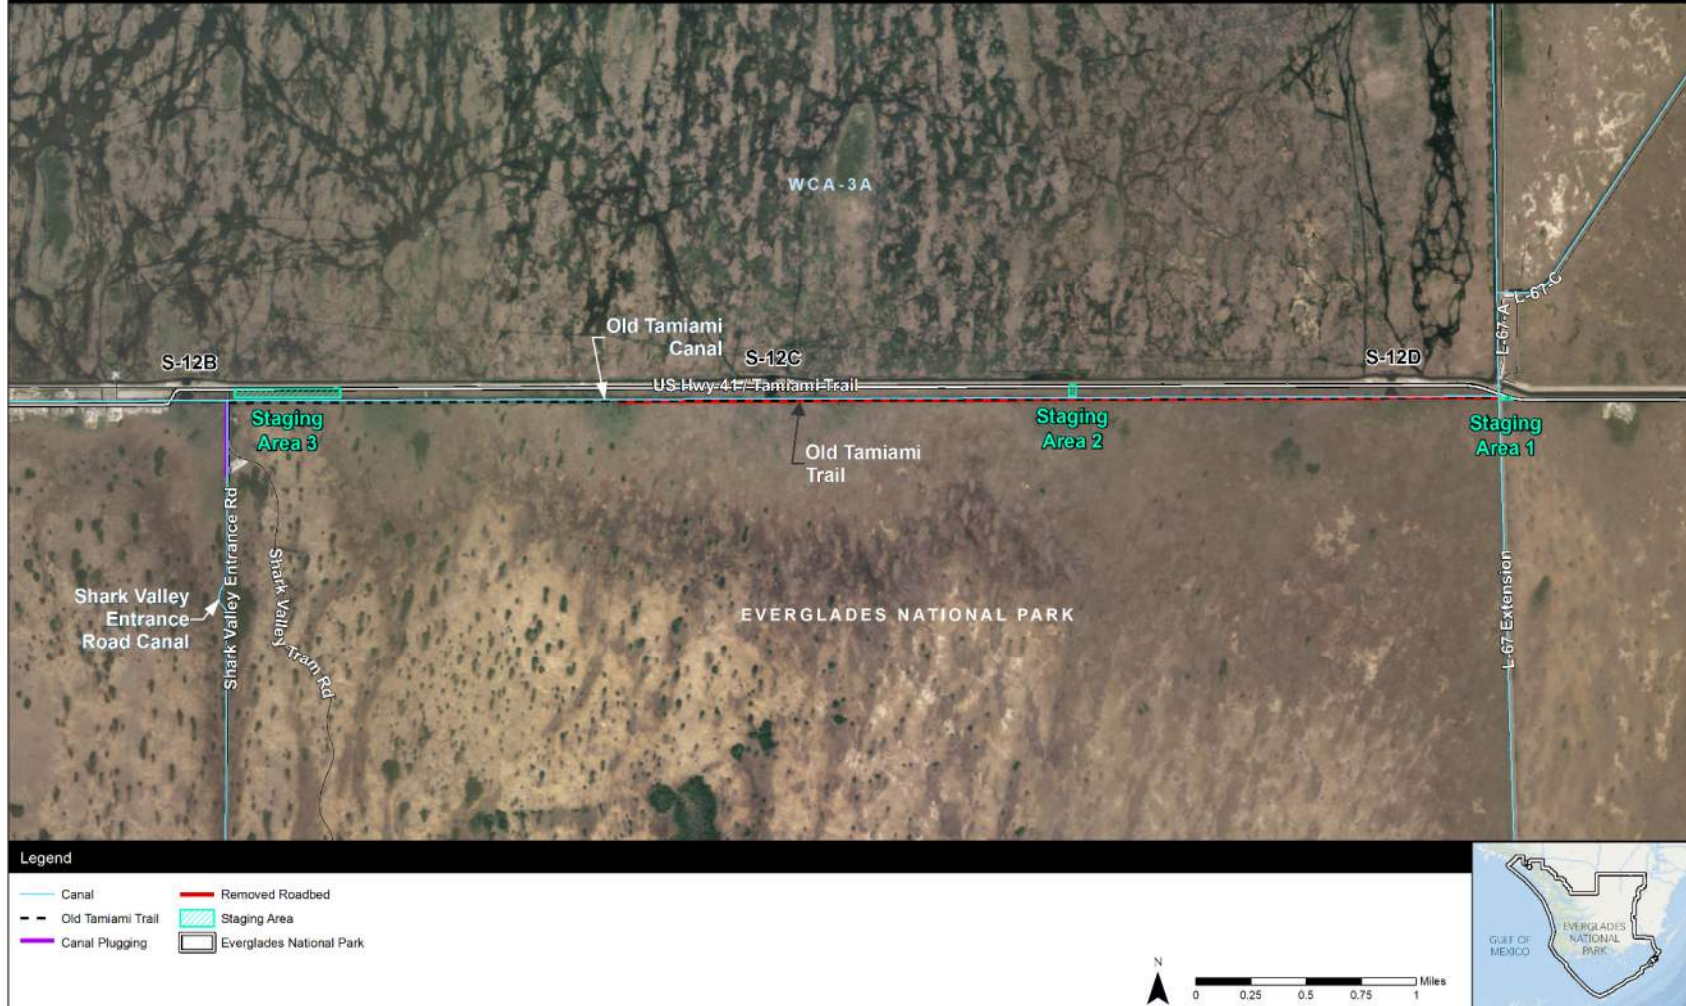 WCA-3A
L-67-C
L-67-A
Old Tamiami
Canal
S-12B
S-12C
S-12D
US Hwy 41 / Tamiami Trail
Staging
Area 3
Staging
Area 2
Staging
Area 1
Old Tamiami
Trail
Shark Valley Entrance Rd
Shark Valley Tram Rd
Shark Valley
Entrance
Road Canal
EVERGLADES NATIONAL PARK
L-67 Extension
Legend
Canal
Old Tamiami Trail
Canal Plugging
Removed Roadbed
Staging Area
Everglades National Park
N
Miles
0 0.25 0.5 0.75 1
GULF OF
MEXICO
EVERGLADES
NATIONAL
PARK